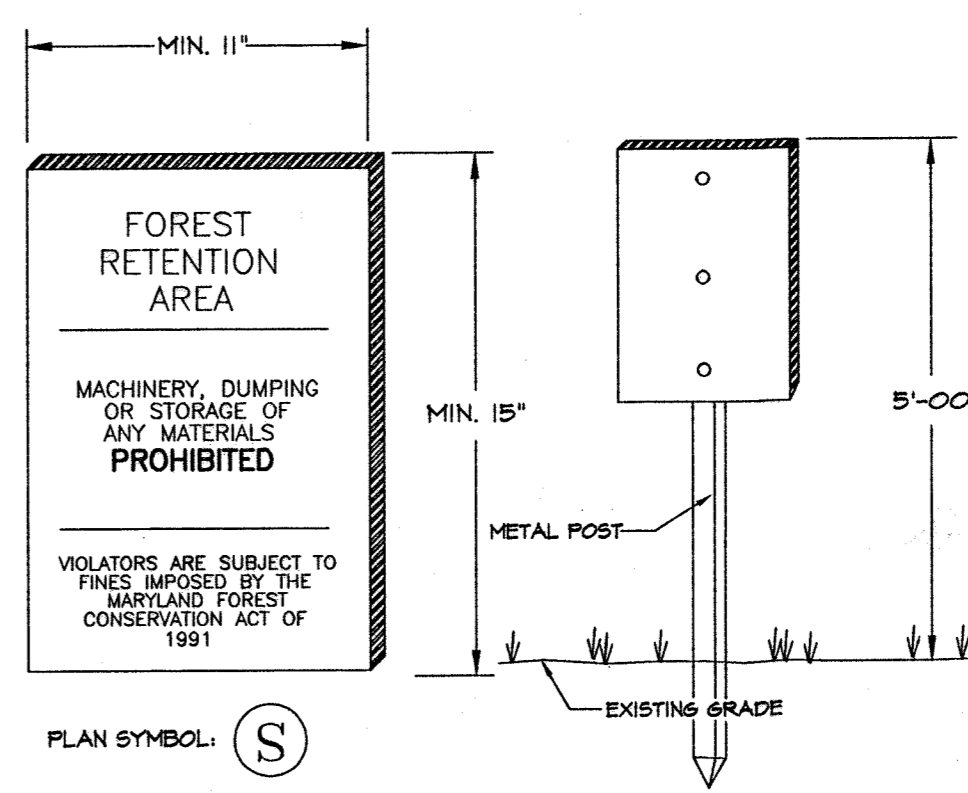 MIN. 11"
FOREST
RETENTION
AREA
MACHINERY, DUMPING
OR STORAGE OF
ANY MATERIALS
PROHIBITED
VIOLATORS ARE SUBJECT TO
FINES IMPOSED BY THE
MARYLAND FOREST
CONSERVATION ACT OF
1991
MIN. 15"
PLAN SYMBOL: S
5'-00
METAL POST
EXISTING GRADE